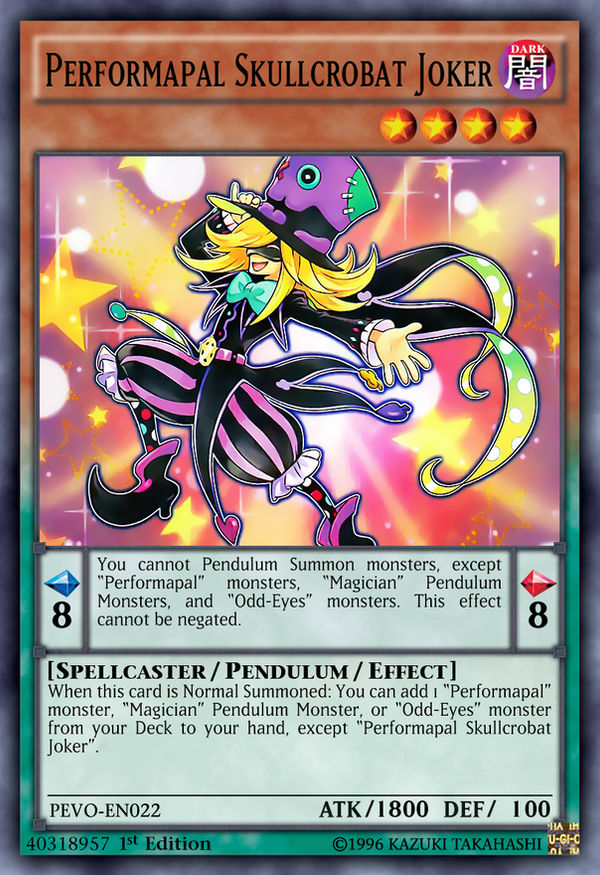 PERFORMAPAL SKULLCROBAT JOKER
DARK
闇
You cannot Pendulum Summon monsters, except
"Performapal" monsters, "Magician" Pendulum
Monsters, and "Odd-Eyes" monsters. This effect
cannot be negated.
8
8
[SPELLCASTER / PENDULUM / EFFECT]
When this card is Normal Summoned: You can add 1 "Performapal"
monster, "Magician" Pendulum Monster, or "Odd-Eyes" monster
from your Deck to your hand, except "Performapal Skullcrobat
Joker".
PEVO-EN022
ATK/1800 DEF/ 100
40318957 1st Edition
©1996 KAZUKI TAKAHASHI